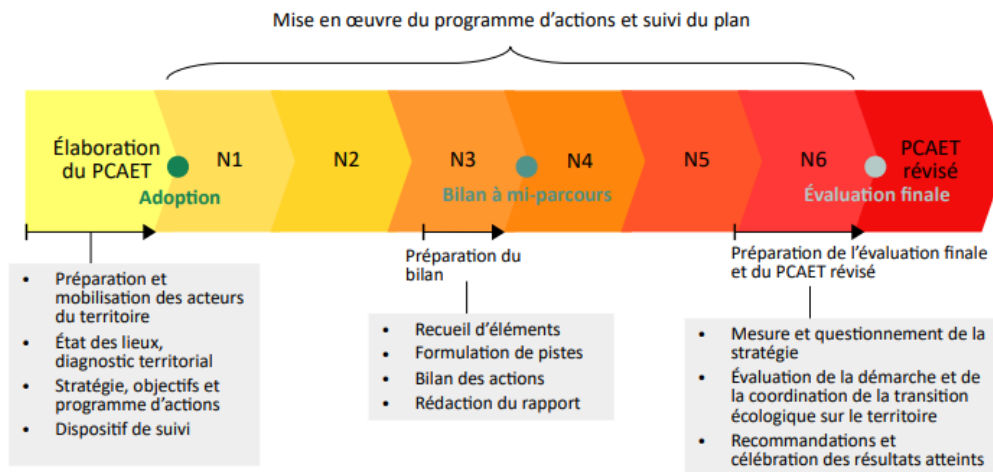 Mise en œuvre du programme d'actions et suivi du plan
Élaboration
du PCAET
Adoption
N1
N2
N3
Bilan à mi-parcours
N4
N5
N6
Évaluation finale
PCAET
révisé
Préparation et
mobilisation des acteurs
du territoire
État des lieux,
diagnostic territorial
Stratégie, objectifs et
programme d'actions
Dispositif de suivi
Préparation du
bilan
• Recueil d'éléments
• Formulation de pistes
• Bilan des actions
• Rédaction du rapport
Préparation de l'évaluation finale
et du PCAET révisé
• Mesure et questionnement de la
stratégie
• Évaluation de la démarche et de
la coordination de la transition
écologique sur le territoire
• Recommandations et
célébration des résultats atteints